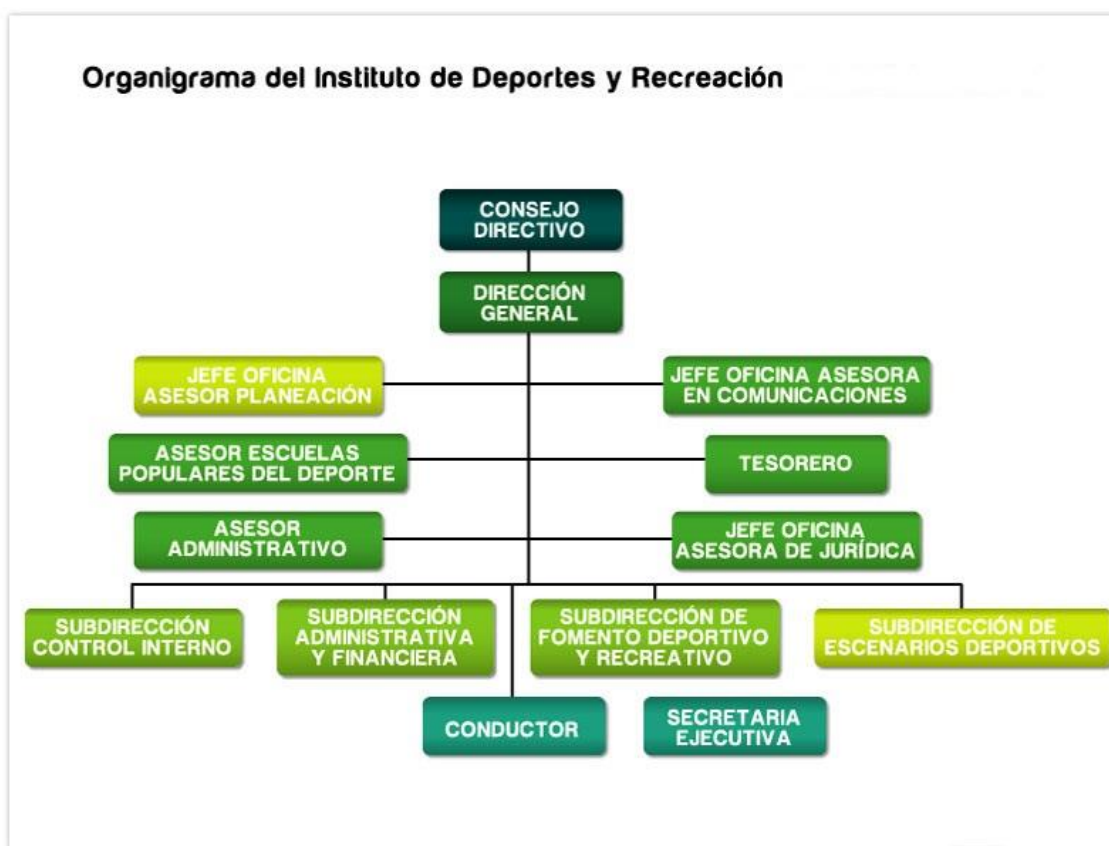 Organigrama del Instituto de Deportes y Recreación
CONSEJO
DIRECTIVO
DIRECCIÓN
GENERAL
JEFE OFICINA
ASESOR PLANEACIÓN
JEFE OFICINA ASESORA
EN COMUNICACIONES
ASESOR ESCUELAS
POPULARES DEL DEPORTE
TESORERO
ASESOR
ADMINISTRATIVO
JEFE OFICINA
ASESORA DE JURÍDICA
SUBDIRECCIÓN
CONTROL INTERNO
SUBDIRECCIÓN
ADMINISTRATIVA
Y FINANCIERA
SUBDIRECCIÓN DE
FOMENTO DEPORTIVO
Y RECREATIVO
SUBDIRECCIÓN DE
ESCENARIOS DEPORTIVOS
CONDUCTOR
SECRETARIA
EJECUTIVA